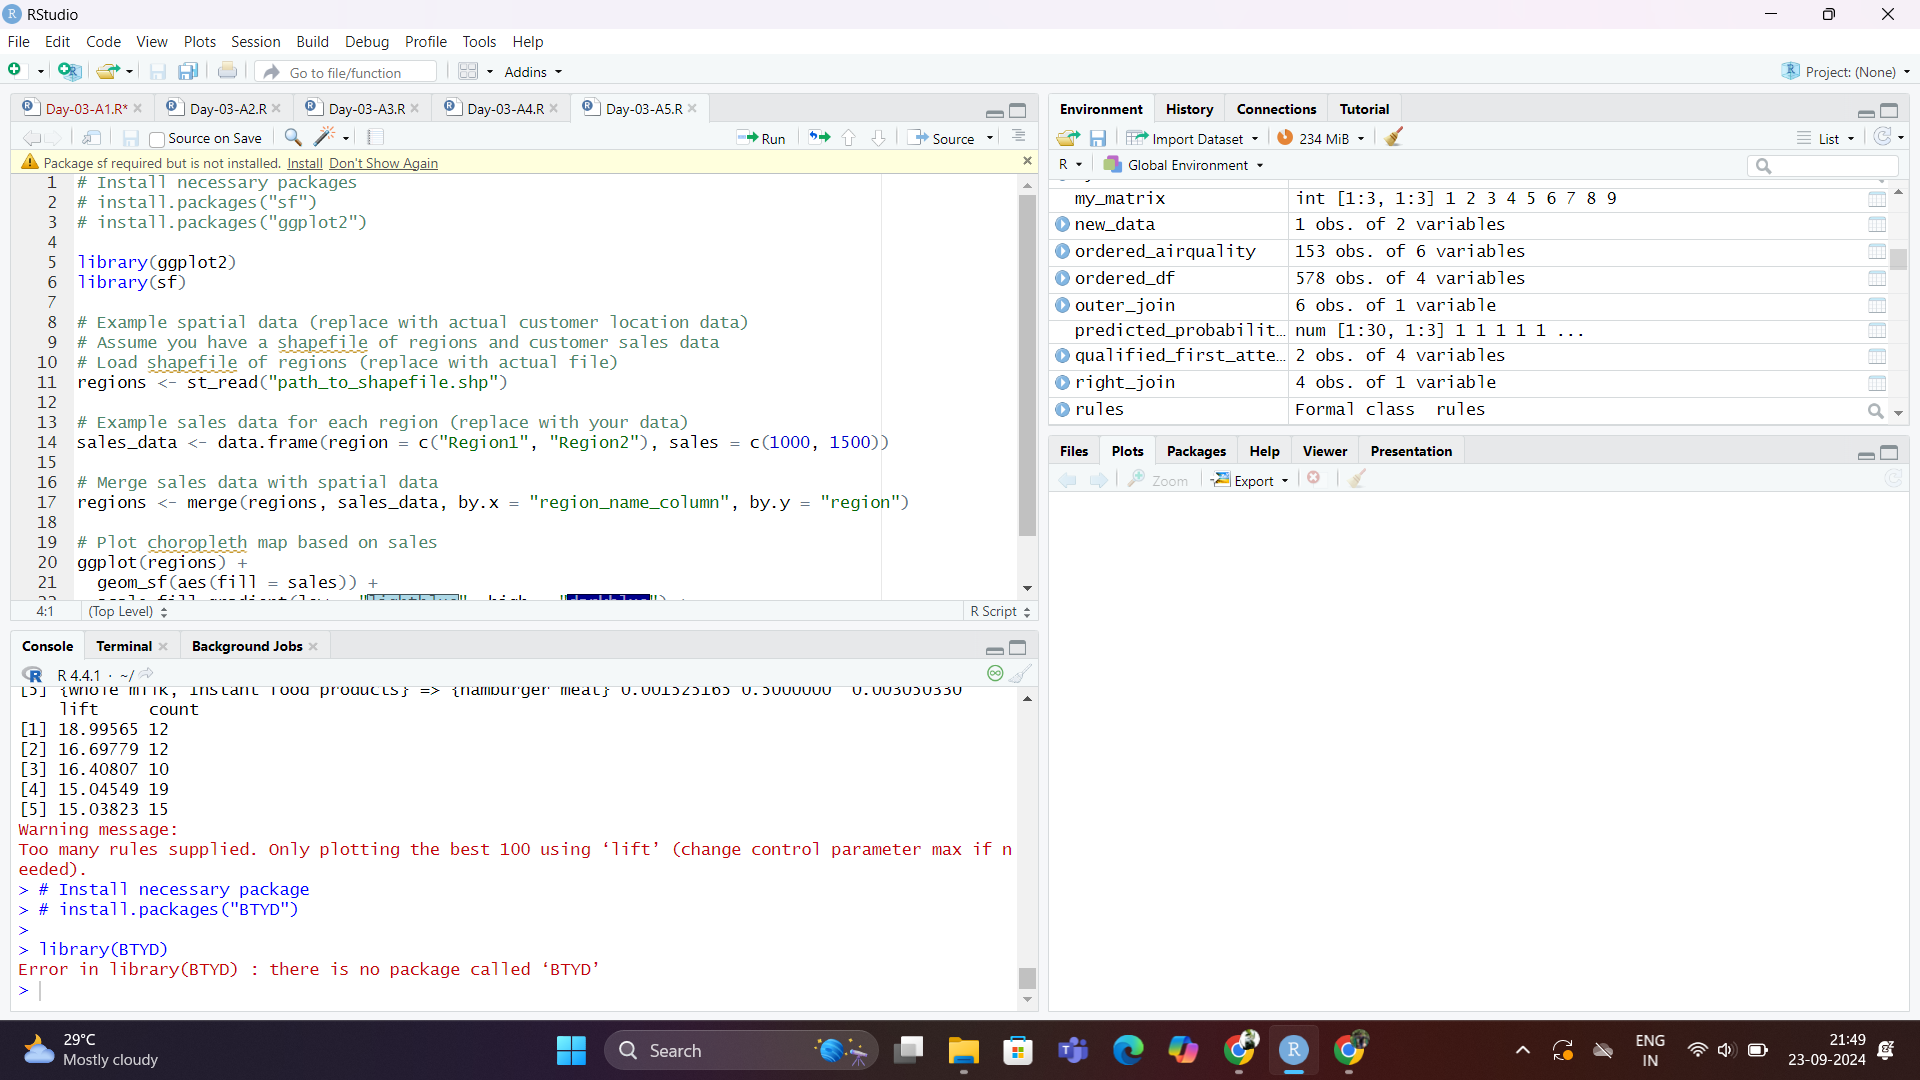 RStudio
File Edit Code View Plots Session Build Debug Profile Tools Help
Go to file/function Addins Project: (None)
Day-03-A1.R* Day-03-A2.R Day-03-A3.R Day-03-A4.R Day-03-A5.R
Source on Save Run Source
Package sf required but is not installed. Install Don't Show Again
1 # Install necessary packages
2 # install.packages("sf")
3 # install.packages("ggplot2")
4
5 library(ggplot2)
6 library(sf)
7
8 # Example spatial data (replace with actual customer location data)
9 # Assume you have a shapefile of regions and customer sales data
10 # Load shapefile of regions (replace with actual file)
11 regions <- st_read("path_to_shapefile.shp")
12
13 # Example sales data for each region (replace with your data)
14 sales_data <- data.frame(region = c("Region1", "Region2"), sales = c(1000, 1500))
15
16 # Merge sales data with spatial data
17 regions <- merge(regions, sales_data, by.x = "region_name_column", by.y = "region")
18
19 # Plot choropleth map based on sales
20 ggplot(regions) +
21 geom_sf(aes(fill = sales)) +
4:1 (Top Level) R Script
Console Terminal Background Jobs
R 4.4.1 · ~/
[5] {whole milk, instant food products} => {hamburger meat} 0.001525165 0.5000000 0.003050330
lift count
[1] 18.99565 12
[2] 16.69779 12
[3] 16.40807 10
[4] 15.04549 19
[5] 15.03823 15
Warning message:
Too many rules supplied. Only plotting the best 100 using ‘lift’ (change control parameter max if n
eeded).
> # Install necessary package
> # install.packages("BTYD")
>
> library(BTYD)
Error in library(BTYD) : there is no package called ‘BTYD’
>
Environment History Connections Tutorial
Import Dataset 234 MiB List
R Global Environment
my_matrix int [1:3, 1:3] 1 2 3 4 5 6 7 8 9
new_data 1 obs. of 2 variables
ordered_airquality 153 obs. of 6 variables
ordered_df 578 obs. of 4 variables
outer_join 6 obs. of 1 variable
predicted_probabilit… num [1:30, 1:3] 1 1 1 1 1 ...
qualified_first_atte… 2 obs. of 4 variables
right_join 4 obs. of 1 variable
rules Formal class rules
Files Plots Packages Help Viewer Presentation
Zoom Export
29°C
Mostly cloudy
Search
ENG
IN
21:49
23-09-2024